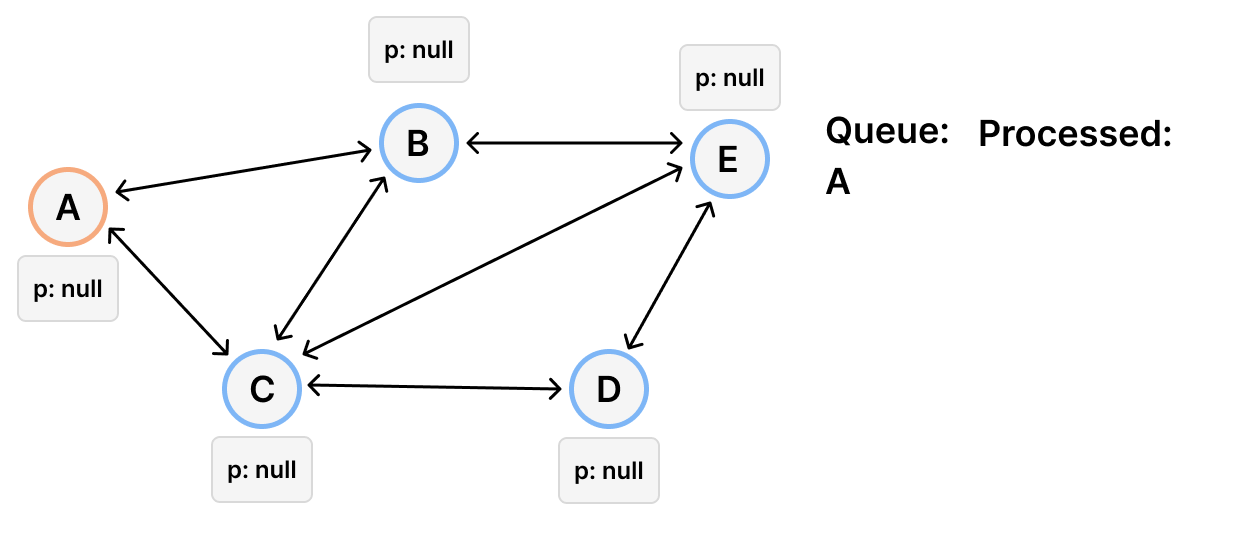 p: null
p: null
B
E
Queue:
Processed:
A
A
p: null
C
D
p: null
p: null